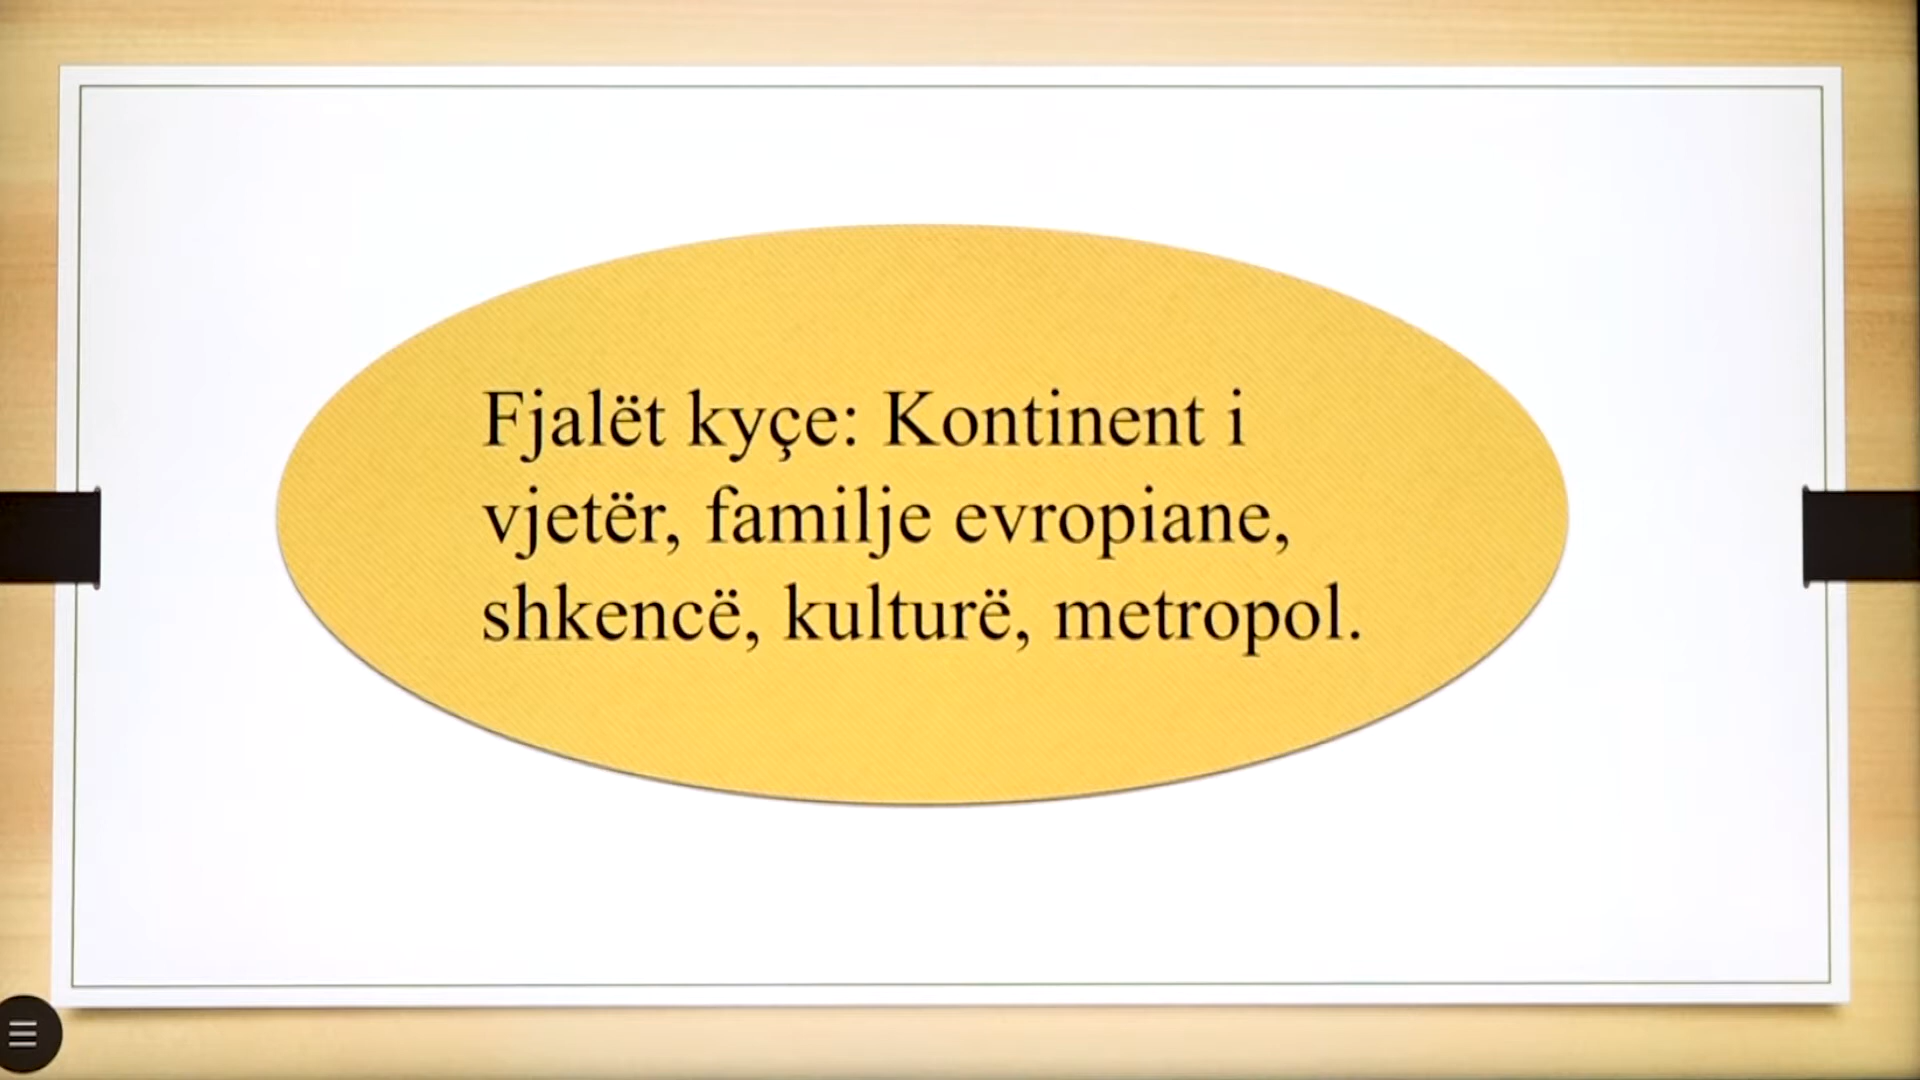 Fjalët kyçe: Kontinent i
vjetër, familje evropiane,
shkencë, kulturë, metropol.